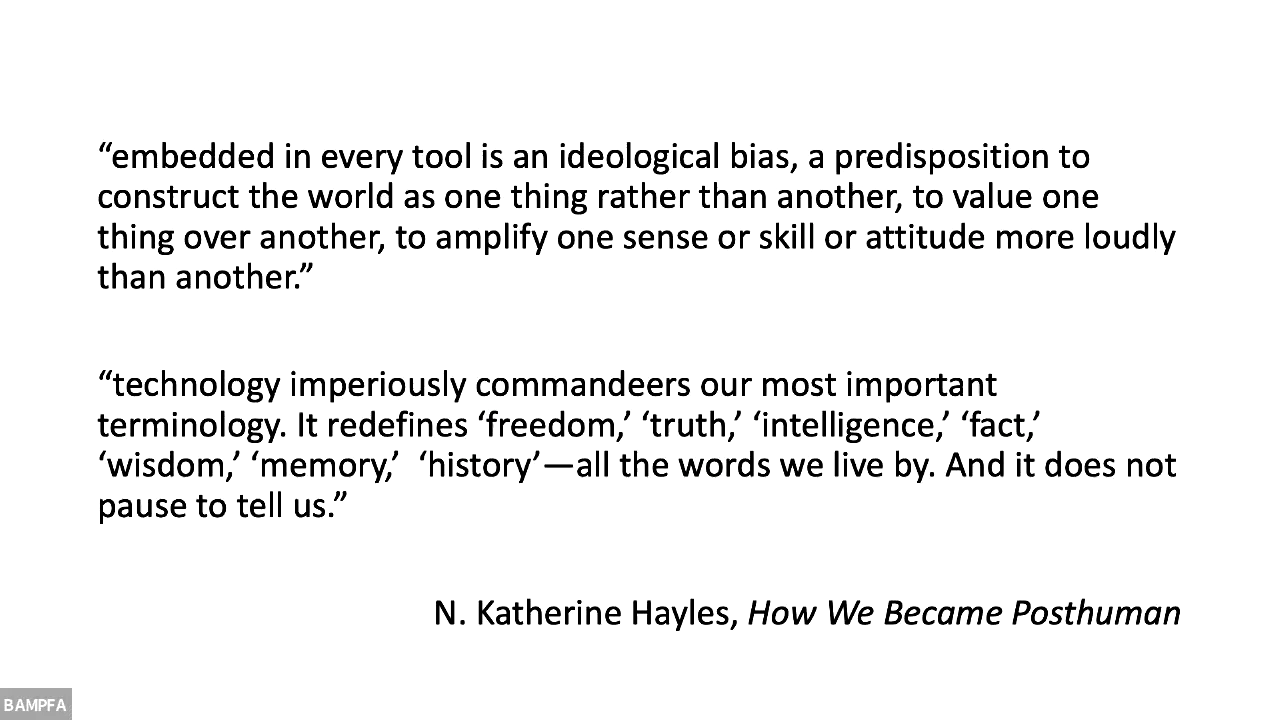 “embedded in every tool is an ideological bias, a predisposition to
construct the world as one thing rather than another, to value one
thing over another, to amplify one sense or skill or attitude more loudly
than another.”
“technology imperiously commandeers our most important
terminology. It redefines ‘freedom,’ ‘truth,’ ‘intelligence,’ ‘fact,’
‘wisdom,’ ‘memory,’  ‘history’—all the words we live by. And it does not
pause to tell us.”
N. Katherine Hayles, How We Became Posthuman
BAMPFA